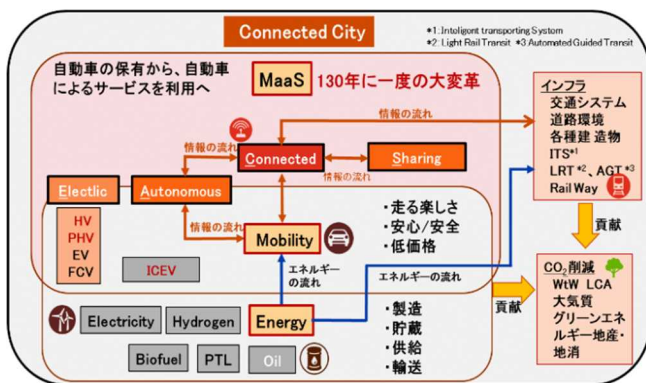 Connected City
*1: Inteligent transporting System
*2: Light Rail Transit *3:Automated Guided Transit
自動車の保有から、自動車
によるサービスを利用へ
MaaS
130年に一度の大変革
情報の流れ
情報の流れ
Connected
Sharing
情報の流れ
Electlic
Autonomous
HV
PHV
EV
FCV
ICEV
情報の流れ
Mobility
・走る楽しさ
・安心/安全
・低価格
エネルギー
の流れ
エネルギーの流れ
Electricity
Hydrogen
Energy
Biofuel
PTL
Oil
・製造
・貯蔵
・供給
・輸送
貢献
インフラ
交通システム
道路環境
各種建造物
ITS*1
LRT*2、AGT*3
Rail Way
貢献
CO2削減
WtW LCA
大気質
グリーンエネ
ルギー地産・
地消